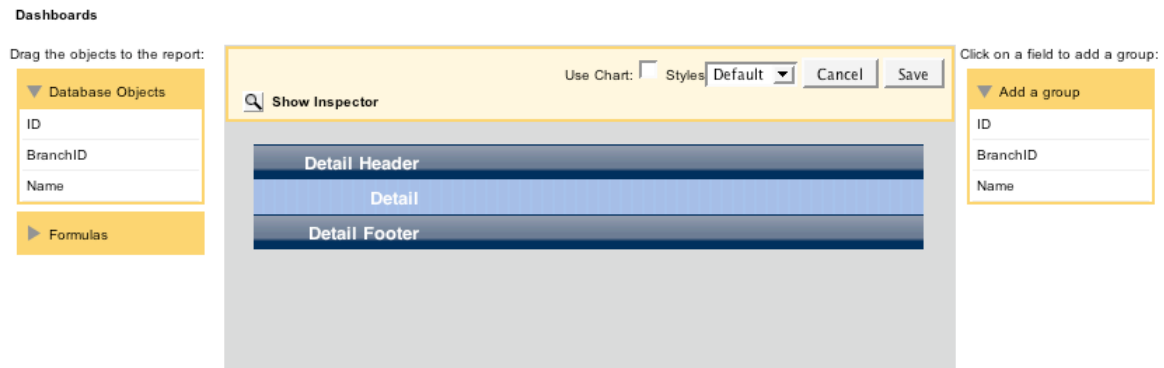 Dashboards
Drag the objects to the report:
Database Objects
ID
BranchID
Name
Formulas
Use Chart: Styles Default Cancel Save
Show Inspector
Detail Header
Detail
Detail Footer
Click on a field to add a group:
Add a group
ID
BranchID
Name